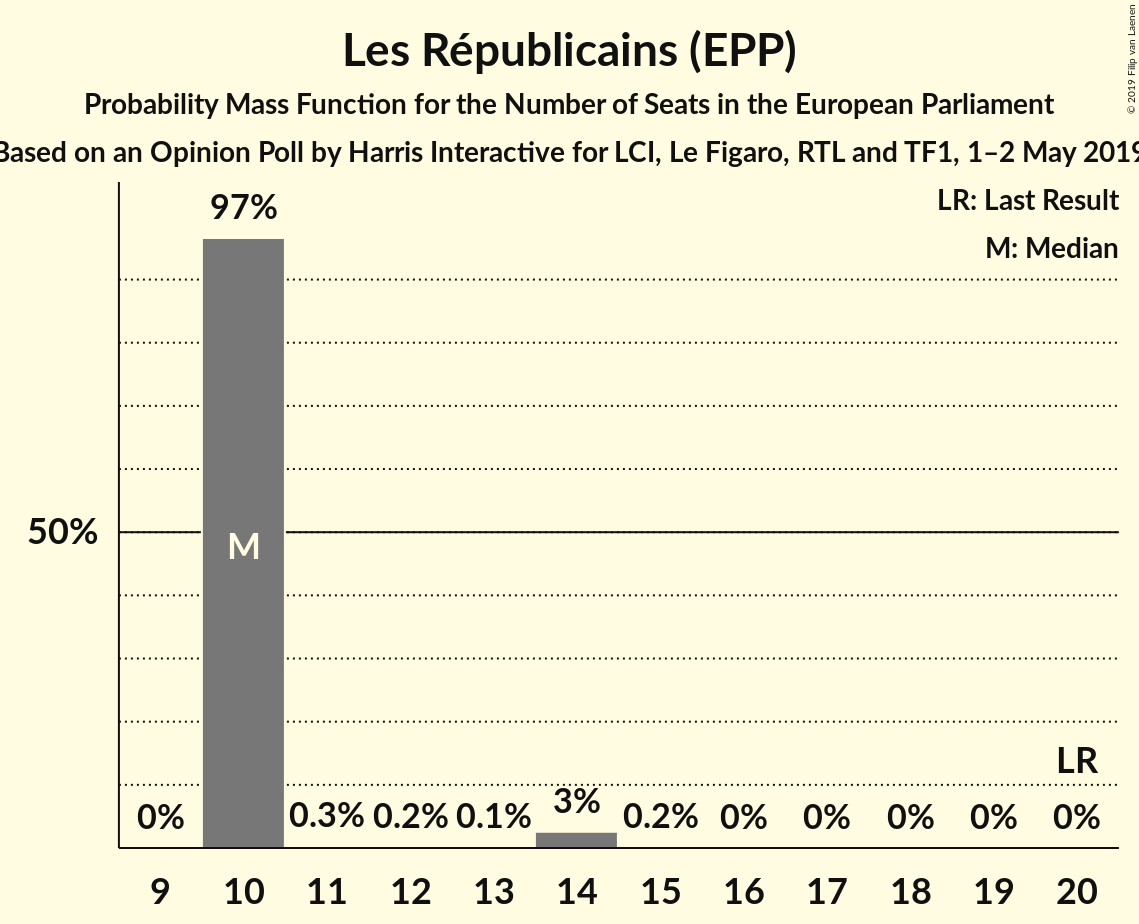 Les Républicains (EPP)
Probability Mass Function for the Number of Seats in the European Parliament
Based on an Opinion Poll by Harris Interactive for LCI, Le Figaro, RTL and TF1, 1–2 May 2019
© 2019 Filip van Laenen
LR: Last Result
M: Median
97%
50%
M
LR
0% 0.3% 0.2% 0.1% 3% 0.2% 0% 0% 0% 0% 0%
9 10 11 12 13 14 15 16 17 18 19 20